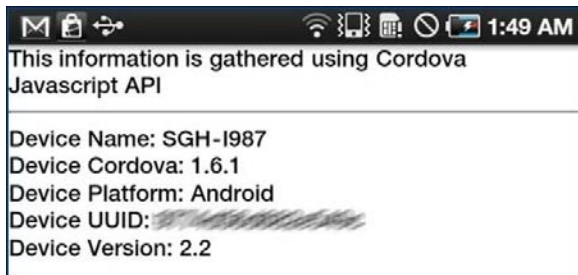 1:49 AM
This information is gathered using Cordova
Javascript API
Device Name: SGH-I987
Device Cordova: 1.6.1
Device Platform: Android
Device UUID:
Device Version: 2.2